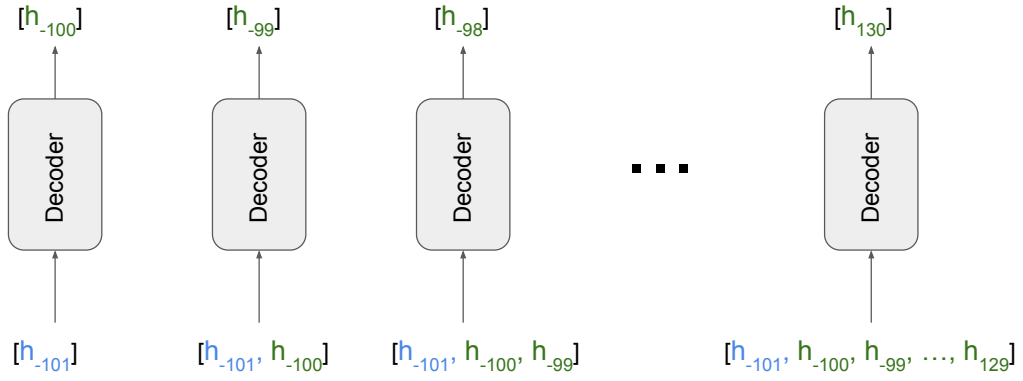 [h₋₁₀₀] [h₋₉₉] [h₋₉₈] [h₁₃₀]
Decoder Decoder Decoder ... Decoder
[h₋₁₀₁] [h₋₁₀₁, h₋₁₀₀] [h₋₁₀₁, h₋₁₀₀, h₋₉₉] [h₋₁₀₁, h₋₁₀₀, h₋₉₉, …, h₁₂₉]